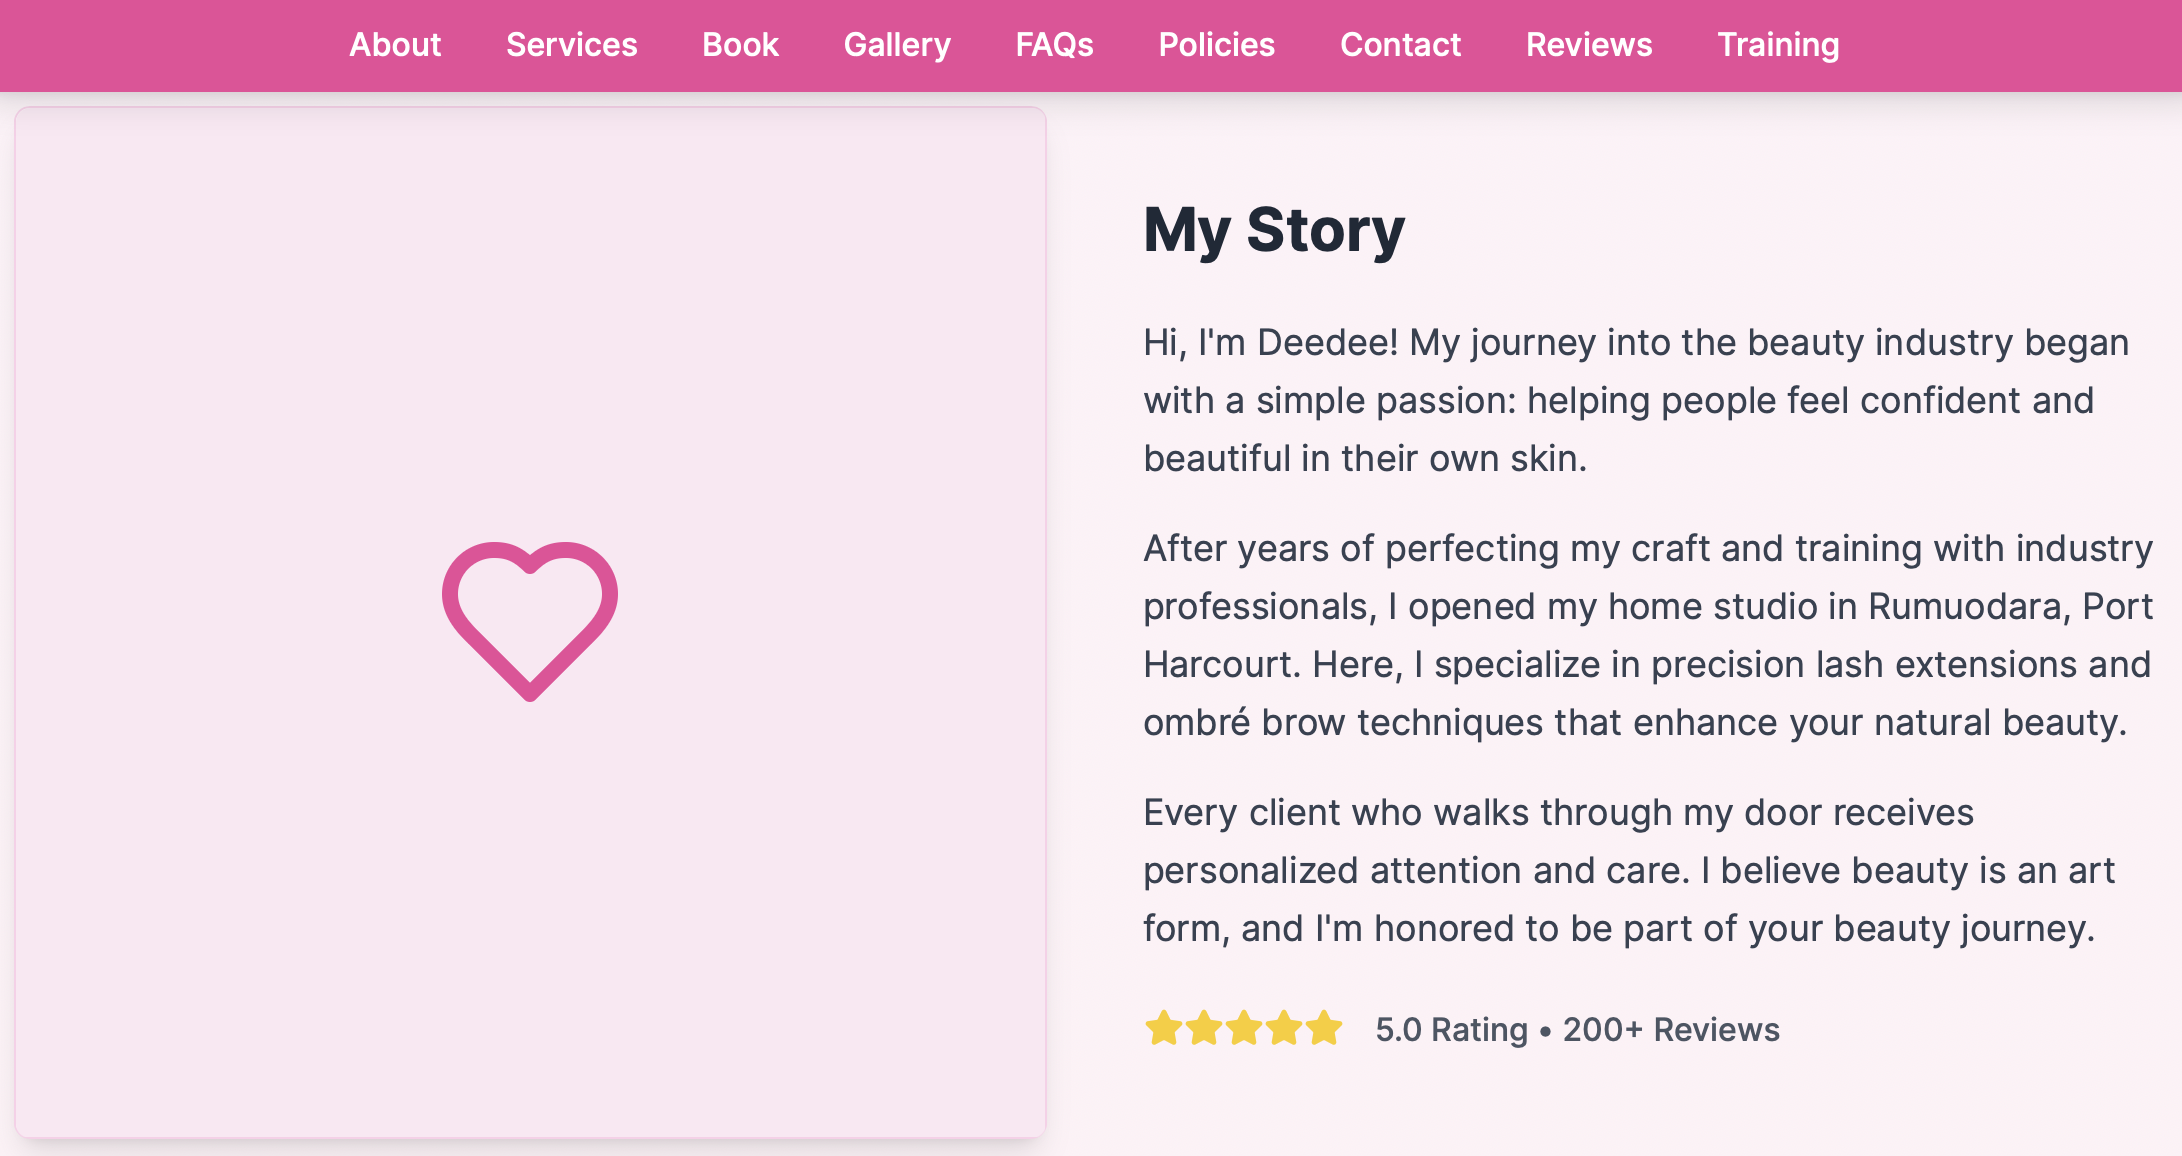 About Services Book Gallery FAQs Policies Contact Reviews Training
My Story
Hi, I'm Deedee! My journey into the beauty industry began
with a simple passion: helping people feel confident and
beautiful in their own skin.
After years of perfecting my craft and training with industry
professionals, I opened my home studio in Rumuodara, Port
Harcourt. Here, I specialize in precision lash extensions and
ombré brow techniques that enhance your natural beauty.
Every client who walks through my door receives
personalized attention and care. I believe beauty is an art
form, and I'm honored to be part of your beauty journey.
5.0 Rating • 200+ Reviews